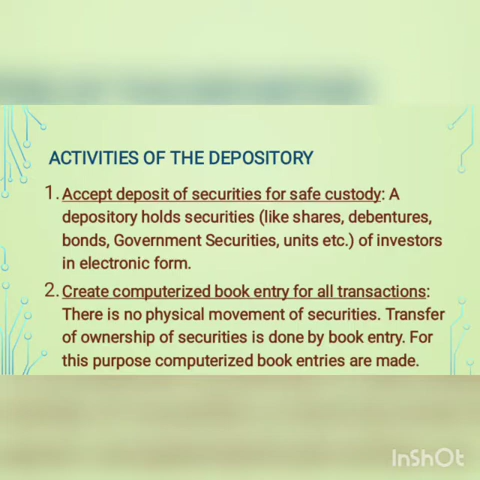 ACTIVITIES OF THE DEPOSITORY
1. Accept deposit of securities for safe custody: A
depository holds securities (like shares, debentures,
bonds, Government Securities, units etc.) of investors
in electronic form.
2. Create computerized book entry for all transactions:
There is no physical movement of securities. Transfer
of ownership of securities is done by book entry. For
this purpose computerized book entries are made.
InShOt